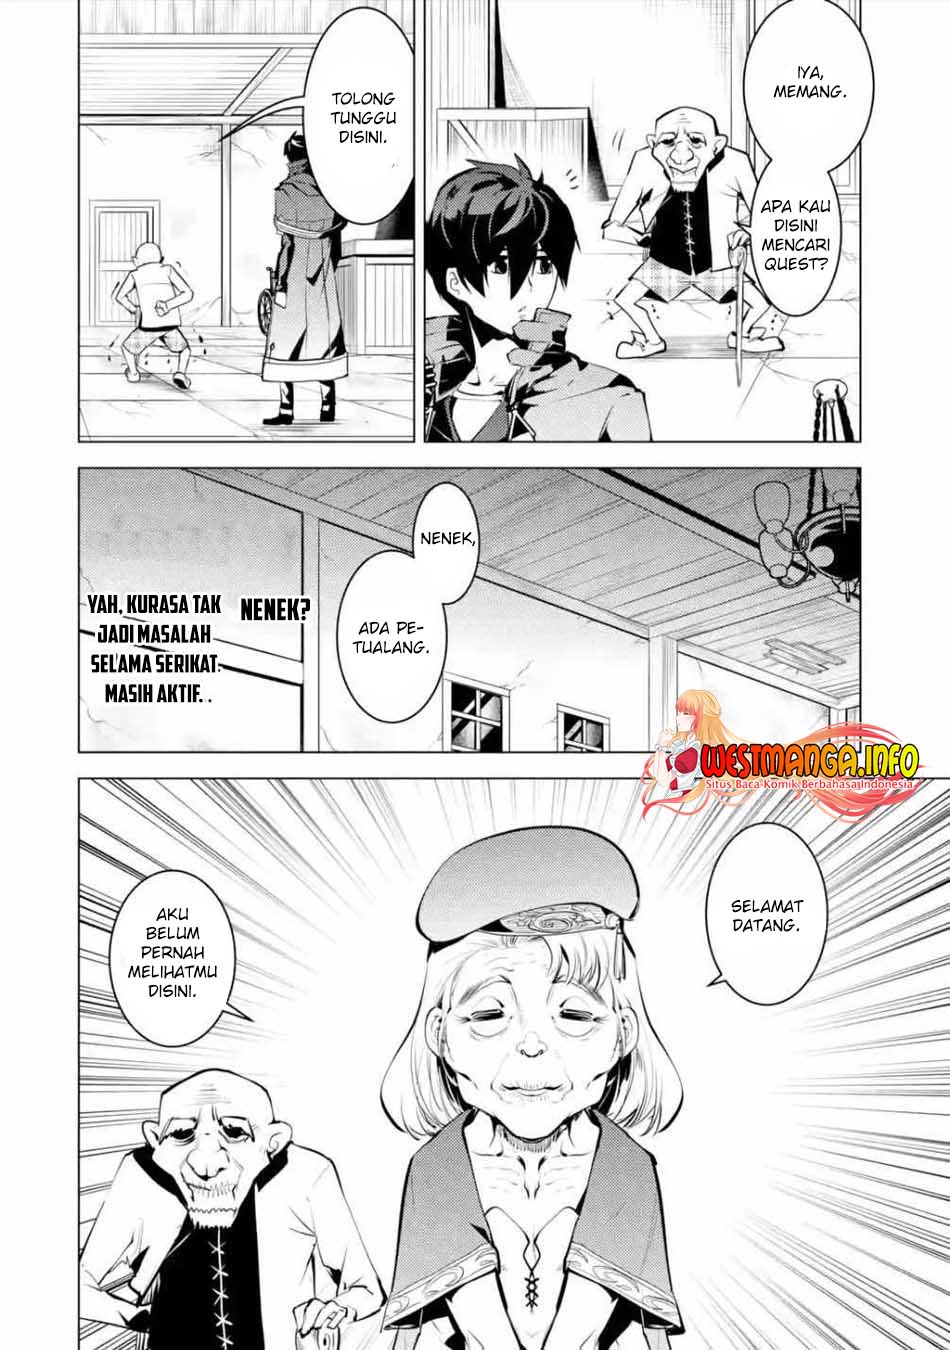 IYA,
MEMANG.
APA KAU
DISINI
MENCARI
QUEST?
TOLONG
TUNGGU
DISINI.
NENEK,
ADA PE-
TUALANG.
NENEK?
YAH, KURASA TAK
JADI MASALAH
SELAMA SERIKAT.
MASIH AKTIF. .
WESTMANGA.INFO
Situs Baca Komik Berbahasa Indonesia
SELAMAT
DATANG.
AKU
BELUM
PERNAH
MELIHATMU
DISINI.